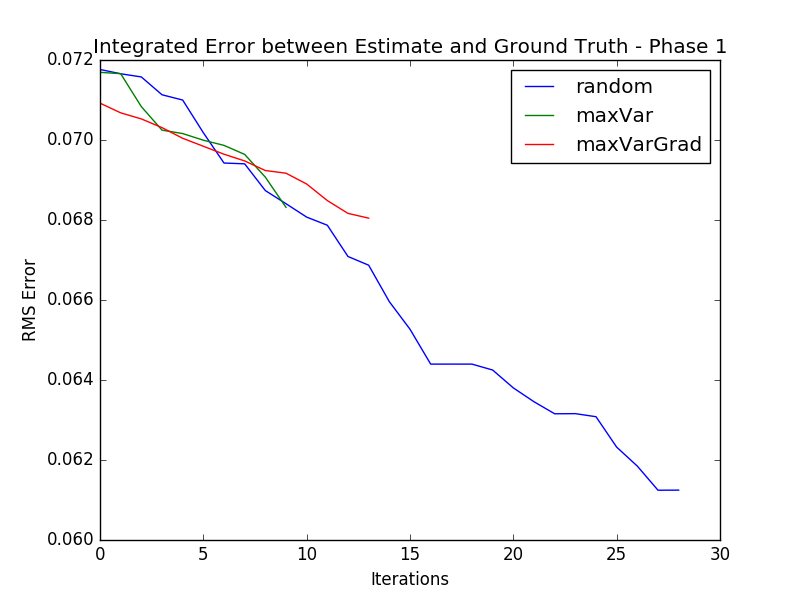 Integrated Error between Estimate and Ground Truth - Phase 1
0.072
0.070
0.068
0.066
0.064
0.062
0.060
RMS Error
random
maxVar
maxVarGrad
0 5 10 15 20 25 30
Iterations